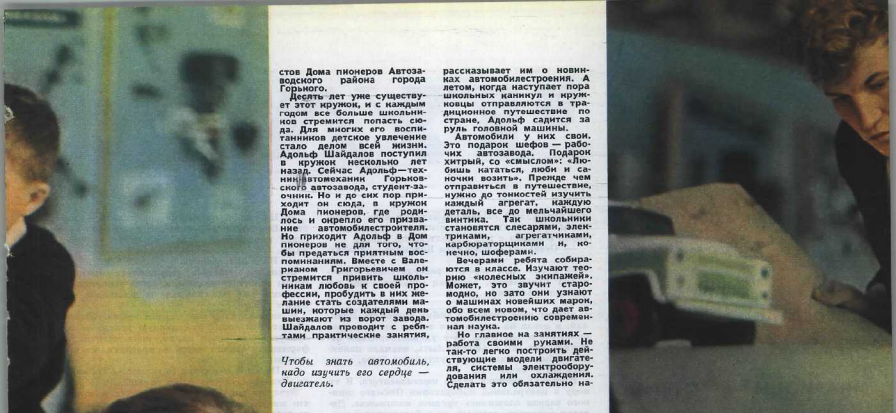 стов Дома пионеров Автоза-
водского района города
Горького.
Десять лет уже существу-
ет этот кружок, и с каждым
годом все больше школьни-
ков стремится попасть сю-
да. Для многих его воспи-
танников детское увлечение
стало делом всей жизни.
Адольф Шайдалов поступил
в кружок несколько лет
назад. Сейчас Адольф — тех-
ник-автомеханик Горьков-
ского автозавода, студент-за-
очник. Но и до сих пор при-
ходит он сюда, в кружок
Дома пионеров, где роди-
лось и окрепло его призва-
ние автомобилестроителя.
Но приходит Адольф в Дом
пионеров не для того, что-
бы предаться приятным вос-
поминаниям. Вместе с Вале-
рианом Григорьевичем он
стремится привить школь-
никам любовь к своей про-
фессии, пробудить в них же-
лание стать создателями ма-
шин, которые каждый день
выезжают из ворот завода.
Шайдалов проводит с ребя-
тами практические занятия,
Чтобы знать автомобиль,
надо изучить его сердце —
двигатель.
рассказывает им о новин-
ках автомобилестроения. А
летом, когда наступает пора
школьных каникул и круж-
ковцы отправляются в тра-
диционное путешествие по
стране, Адольф садится за
руль головной машины.
Автомобили у них свои.
Это подарок шефов — рабо-
чих автозавода. Подарок
хитрый, со «смыслом»: «Лю-
бишь кататься, люби и са-
ночки возить». Прежде чем
отправиться в путешествие,
нужно до тонкостей изучить
каждый агрегат, каждую
деталь, все до мельчайшего
винтика. Так школьники
становятся слесарями, элек-
триками, агрегатчиками,
карбюраторщиками и, ко-
нечно, шоферами.
Вечерами ребята собира-
ются в классе. Изучают тео-
рию «колесных экипажей».
Может, это звучит старо-
модно, но зато они узнают
о машинах новейших марок,
обо всем новом, что дает ав-
томобилестроению современ-
ная наука.
Но главное на занятиях —
работа своими руками. Не
так-то легко построить дей-
ствующие модели двигате-
ля, системы электрообору-
дования или охлаждения.
Сделать это обязательно на-